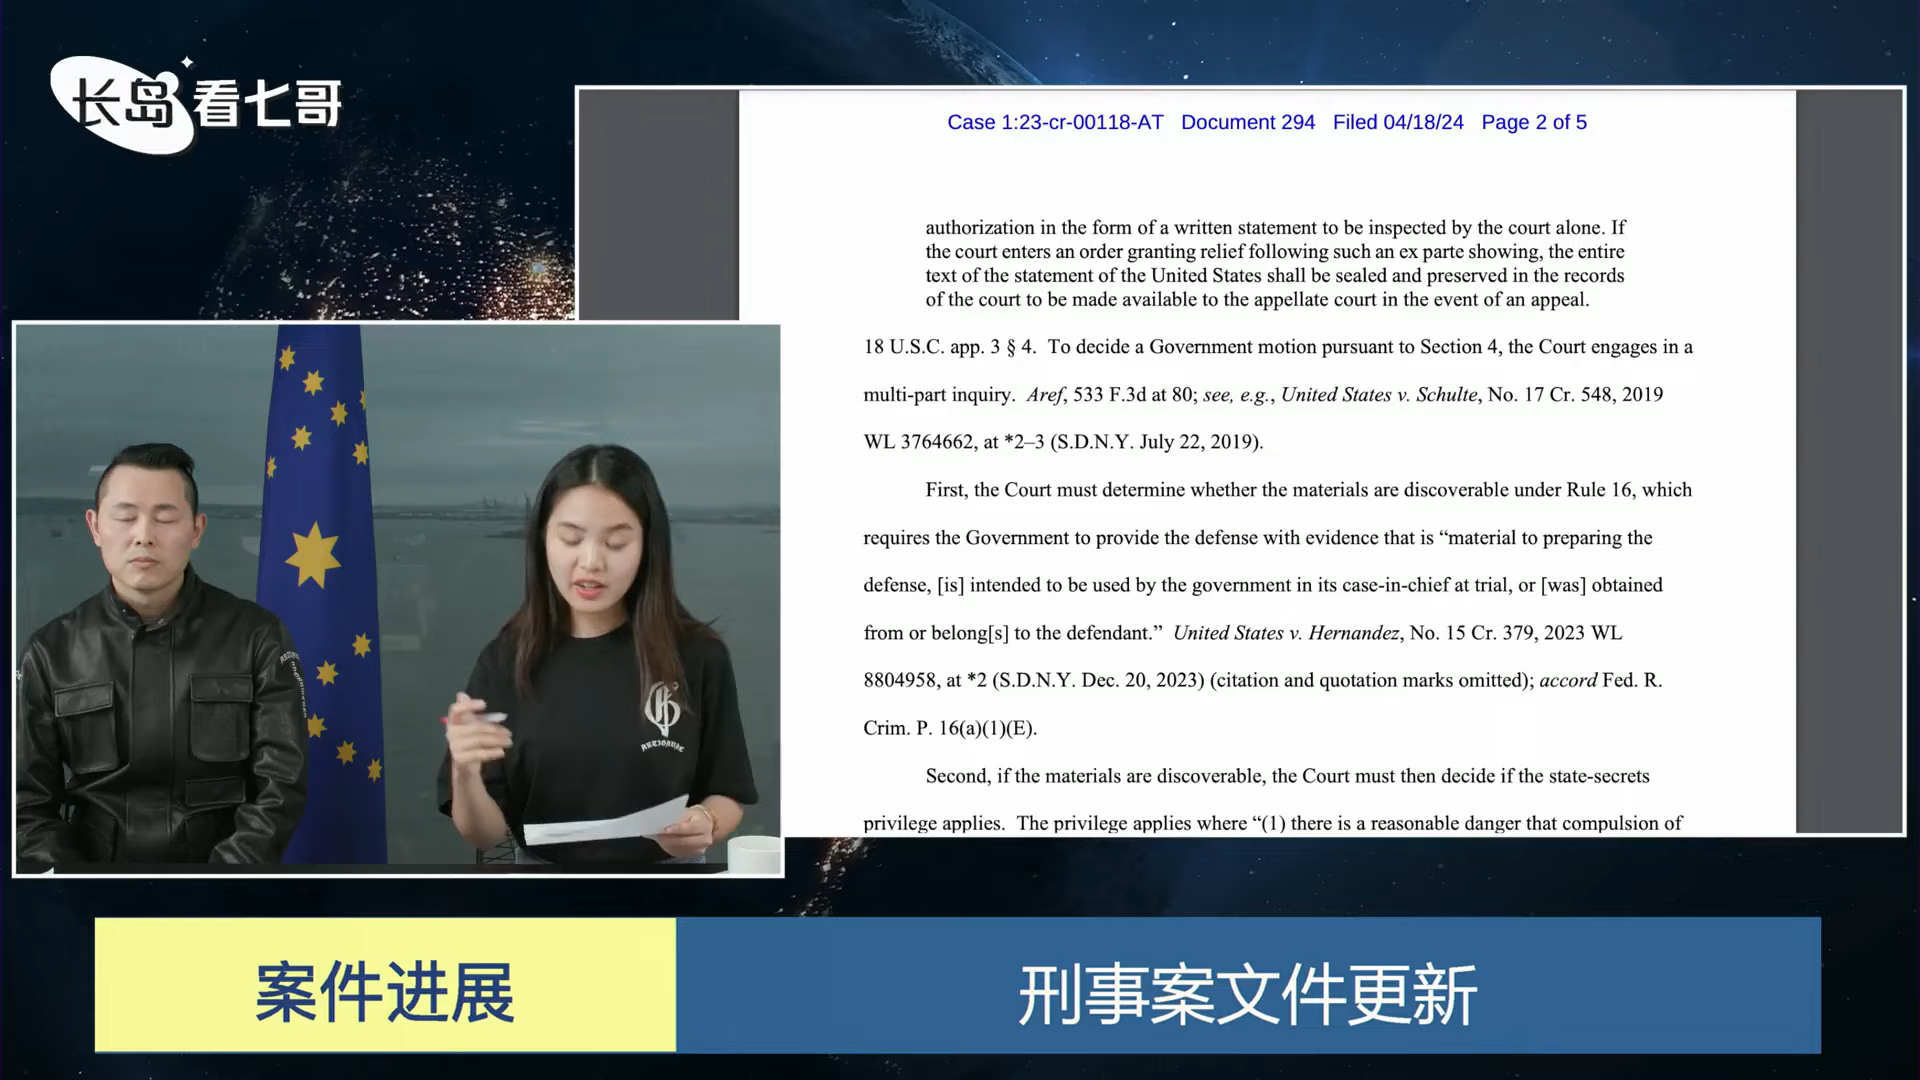 长岛看七哥
Case 1:23-cr-00118-AT Document 294 Filed 04/18/24 Page 2 of 5
authorization in the form of a written statement to be inspected by the court alone. If
the court enters an order granting relief following such an ex parte showing, the entire
text of the statement of the United States shall be sealed and preserved in the records
of the court to be made available to the appellate court in the event of an appeal.
18 U.S.C. app. 3 § 4. To decide a Government motion pursuant to Section 4, the Court engages in a
multi-part inquiry. Aref, 533 F.3d at 80; see, e.g., United States v. Schulte, No. 17 Cr. 548, 2019
WL 3764662, at *2–3 (S.D.N.Y. July 22, 2019).
First, the Court must determine whether the materials are discoverable under Rule 16, which
requires the Government to provide the defense with evidence that is “material to preparing the
defense, [is] intended to be used by the government in its case-in-chief at trial, or [was] obtained
from or belong[s] to the defendant.” United States v. Hernandez, No. 15 Cr. 379, 2023 WL
8804958, at *2 (S.D.N.Y. Dec. 20, 2023) (citation and quotation marks omitted); accord Fed. R.
Crim. P. 16(a)(1)(E).
Second, if the materials are discoverable, the Court must then decide if the state-secrets
privilege applies. The privilege applies where “(1) there is a reasonable danger that compulsion of
ARTISANAT
案件进展
刑事案文件更新